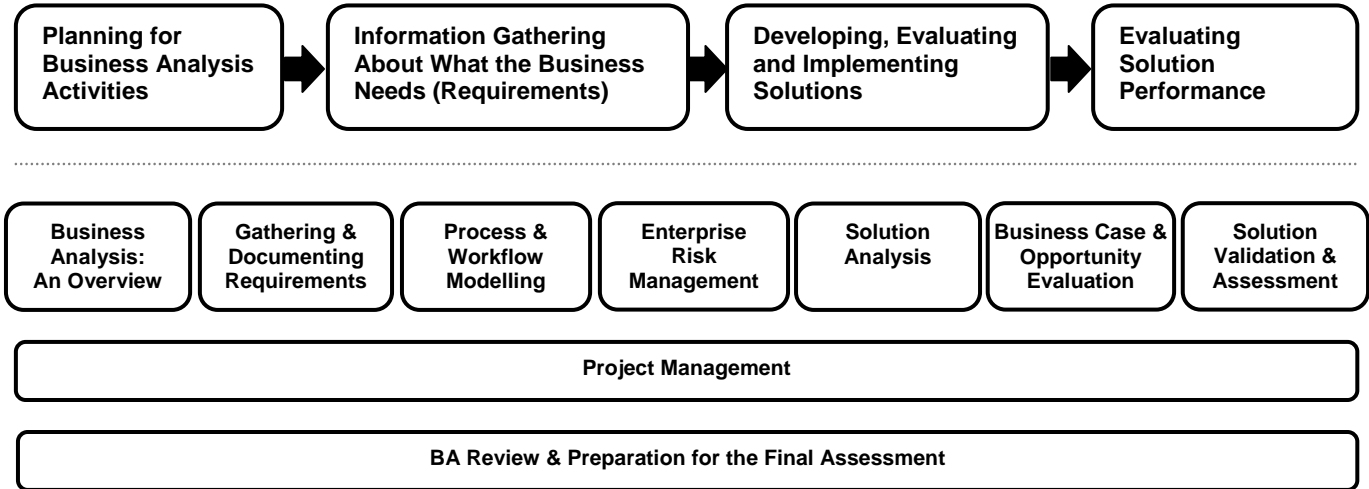 Planning for
Business Analysis
Activities
Information Gathering
About What the Business
Needs (Requirements)
Developing, Evaluating
and Implementing
Solutions
Evaluating
Solution
Performance
Business
Analysis:
An Overview
Gathering &
Documenting
Requirements
Process &
Workflow
Modelling
Enterprise
Risk
Management
Solution
Analysis
Business Case &
Opportunity
Evaluation
Solution
Validation &
Assessment
Project Management
BA Review & Preparation for the Final Assessment